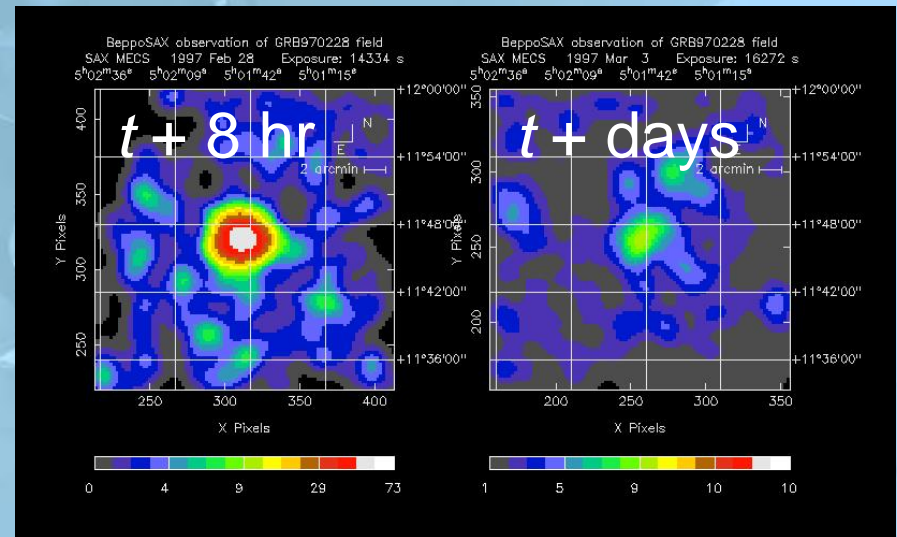 BeppoSAX observation of GRB970228 field
SAX MECS 1997 Feb 28 Exposure: 14334 s
5h02m36s 5h02m09s 5h01m42s 5h01m15s
t + 8 hr
N
E
2 arcmin
+12°00'00"
+11°54'00"
+11°48'00"
+11°42'00"
+11°36'00"
400
350
300
250
Y Pixels
250 300 350 400
X Pixels
0 4 9 29 73
BeppoSAX observation of GRB970228 field
SAX MECS 1997 Mar 3 Exposure: 16272 s
5h02m36s 5h02m09s 5h01m42s 5h01m15s
t + days
N
E
2 arcmin
+12°00'00"
+11°54'00"
+11°48'00"
+11°42'00"
+11°36'00"
350
300
250
200
Y Pixels
200 250 300 350
X Pixels
1 5 9 10 10